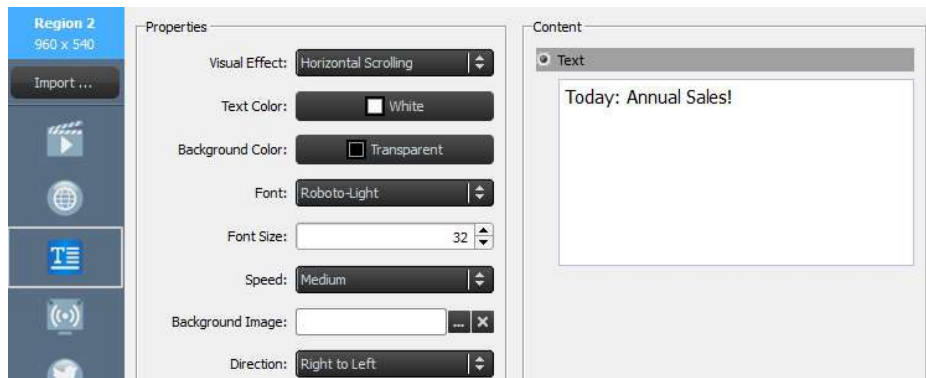 Region 2
960 x 540
Import ...
Properties
Visual Effect: Horizontal Scrolling
Text Color: White
Background Color: Transparent
Font: Roboto-Light
Font Size: 32
Speed: Medium
Background Image: ...
Direction: Right to Left
Content
Text
Today: Annual Sales!